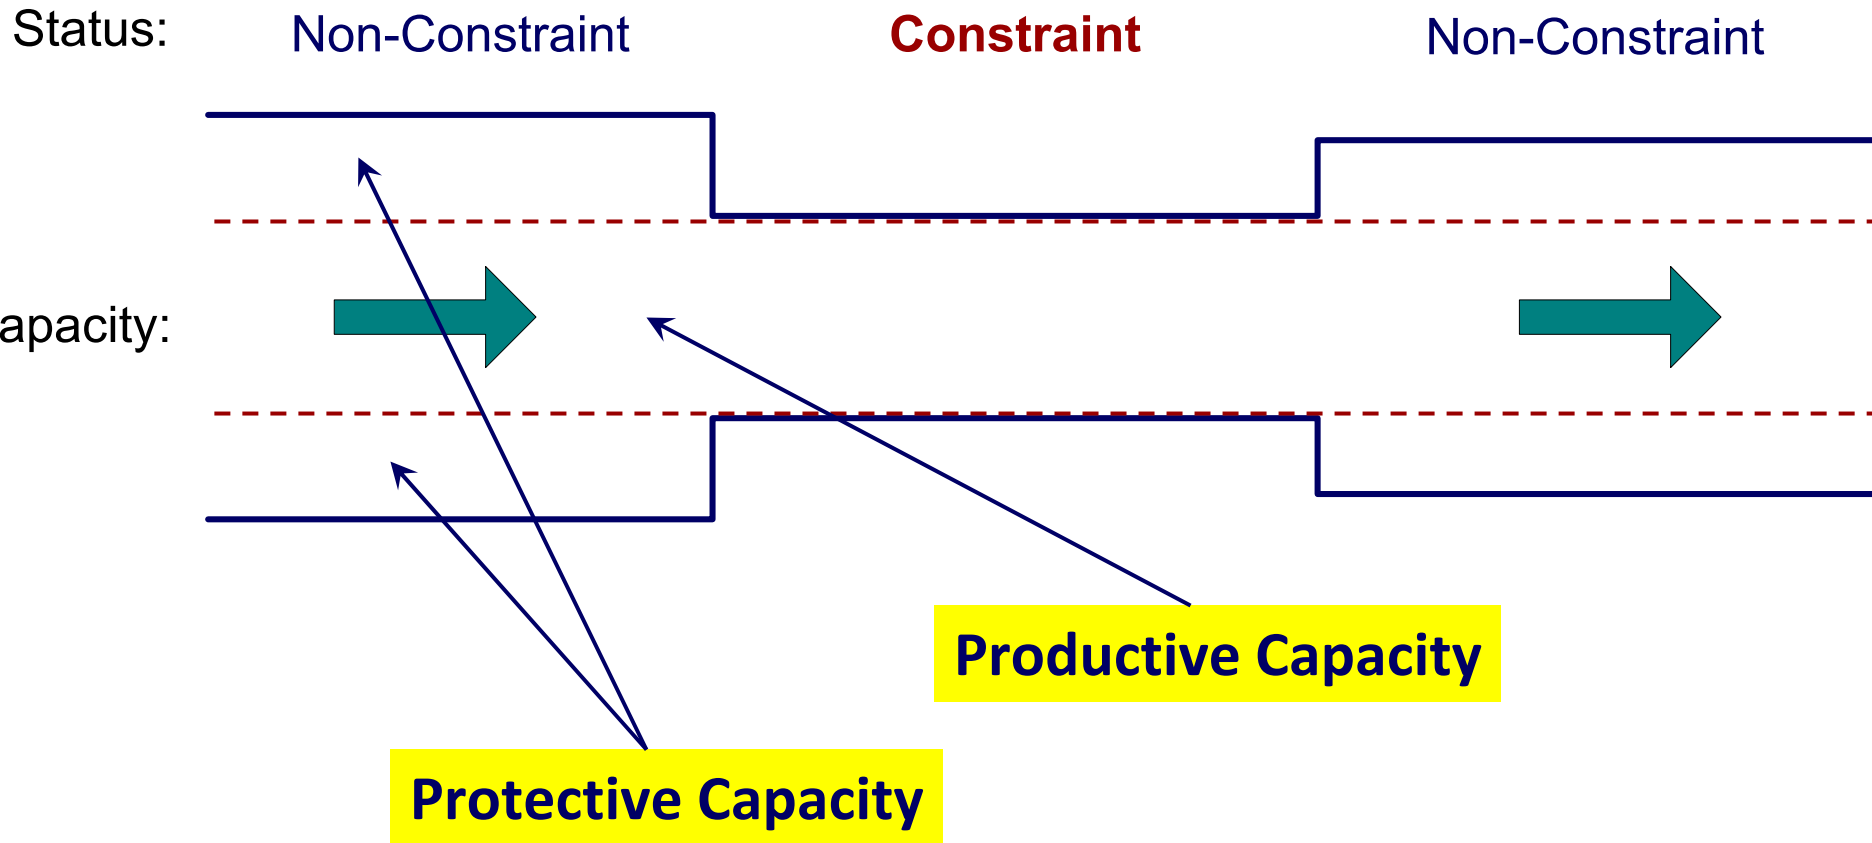 Status:
Non-Constraint
Constraint
Non-Constraint
apacity:
Productive Capacity
Protective Capacity